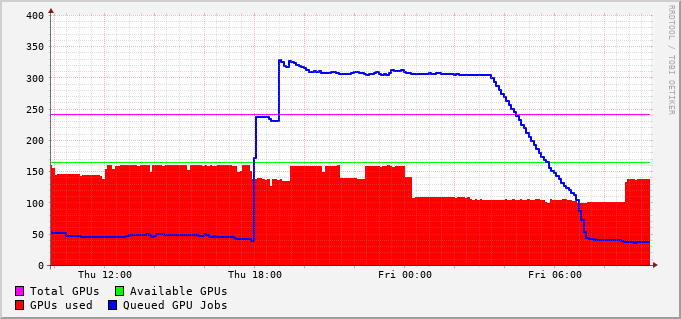 400
350
300
250
200
150
100
50
0
Thu 12:00 Thu 18:00 Fri 00:00 Fri 06:00
Total GPUs Available GPUs
GPUs used Queued GPU Jobs
RRDTOOL / TOBI OETIKER